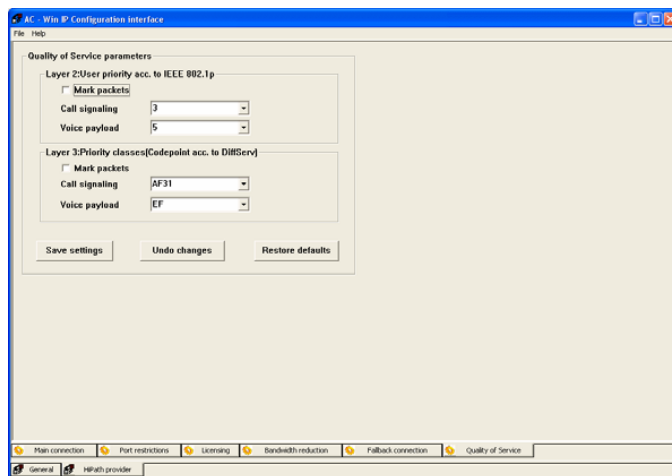 AC - Win IP Configuration interface
File Help
Quality of Service parameters
Layer 2:User priority acc. to IEEE 802.1p
Mark packets
Call signaling 3
Voice payload 5
Layer 3:Priority classes(Codepoint acc. to DiffServ)
Mark packets
Call signaling AF31
Voice payload EF
Save settings Undo changes Restore defaults
Main connection Port restrictions Licensing Bandwidth reduction Fallback connection Quality of Service
General HiPath provider